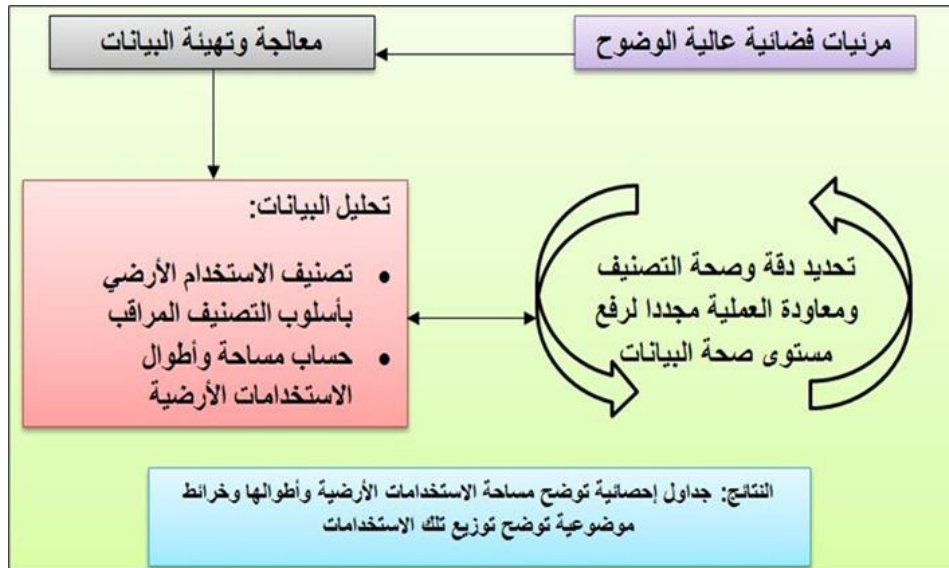 مرئيات فضائية عالية الوضوح
معالجة وتهيئة البيانات
تحليل البيانات:
• تصنيف الاستخدام الأرضي
بأسلوب التصنيف المراقب
• حساب مساحة وأطوال
الاستخدامات الأرضية
تحديد دقة وصحة التصنيف
ومعاودة العملية مجددا لرفع
مستوى صحة البيانات
النتائج: جداول إحصائية توضح مساحة الاستخدامات الأرضية وأطوالها وخرائط
موضوعية توضح توزيع تلك الاستخدامات